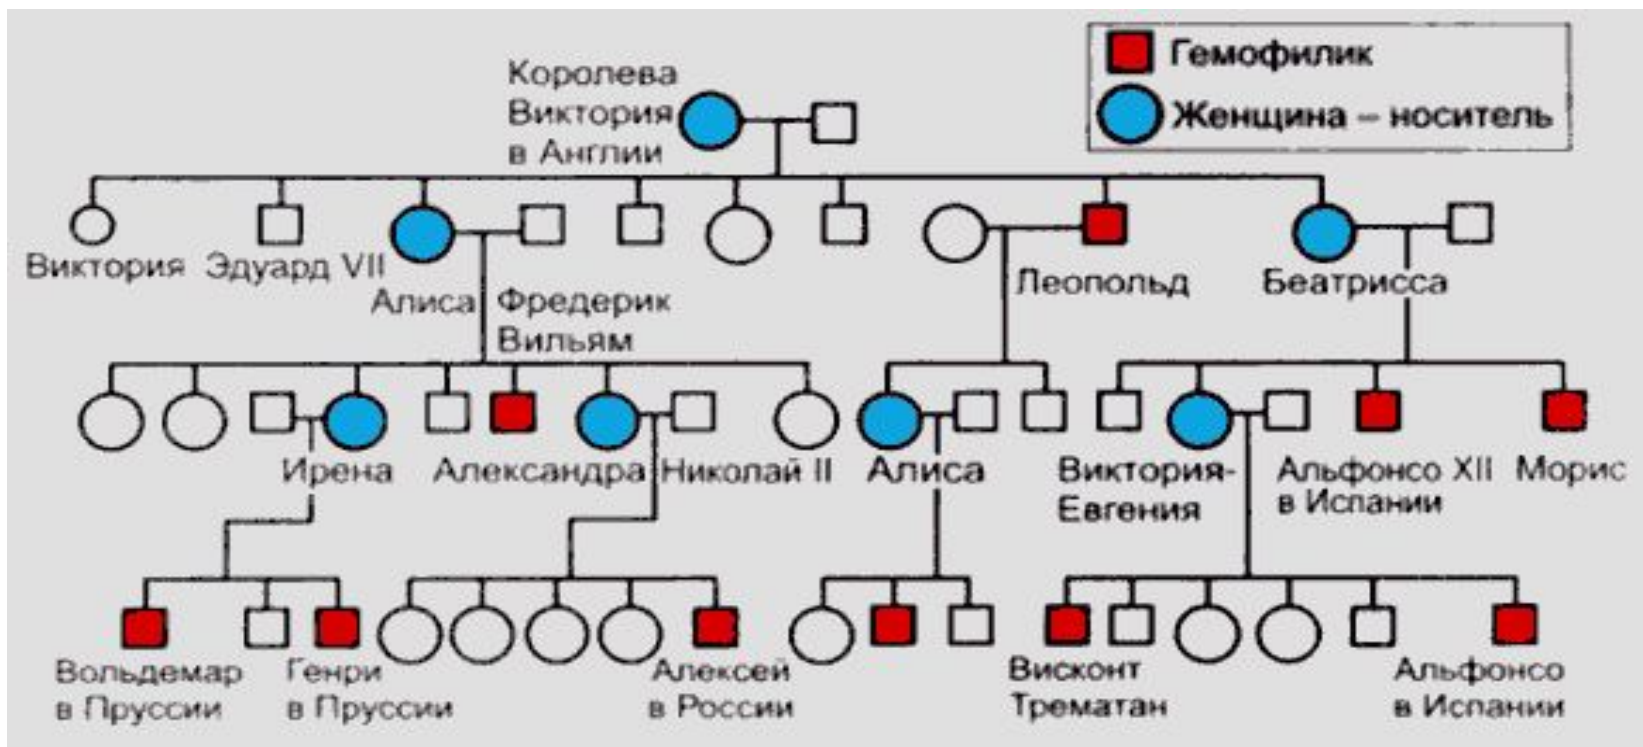 Гемофилик
Женщина – носитель
Королева
Виктория
в Англии
Виктория
Эдуард VII
Алиса
Фредерик
Вильям
Леопольд
Беатрисса
Ирена
Александра
Николай II
Алиса
Виктория-
Евгения
Альфонсо XII
в Испании
Морис
Вольдемар
в Пруссии
Генри
в Пруссии
Алексей
в России
Висконт
Трематан
Альфонсо
в Испании